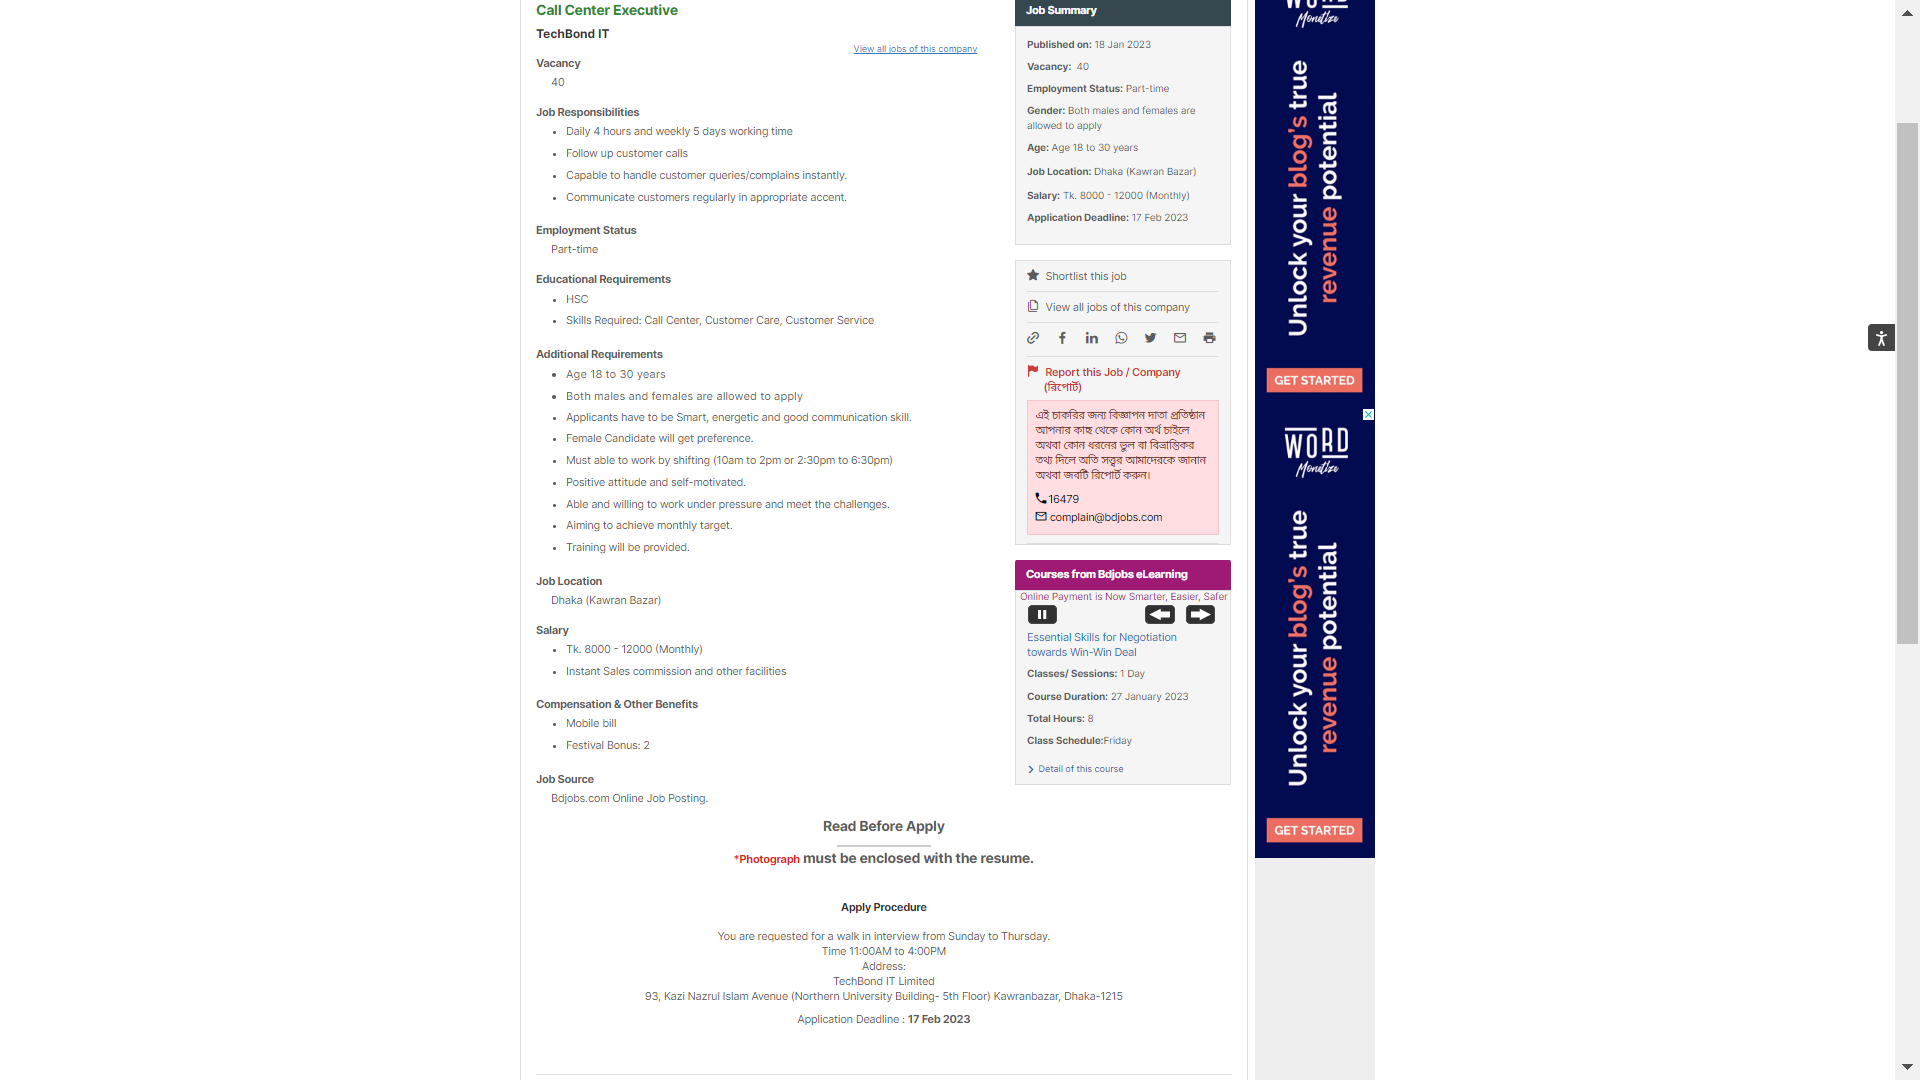 Call Center Executive
TechBond IT
View all jobs of this company
Vacancy
40
Job Responsibilities
Daily 4 hours and weekly 5 days working time
Follow up customer calls
Capable to handle customer queries/complains instantly.
Communicate customers regularly in appropriate accent.
Employment Status
Part-time
Educational Requirements
HSC
Skills Required: Call Center, Customer Care, Customer Service
Additional Requirements
Age 18 to 30 years
Both males and females are allowed to apply
Applicants have to be Smart, energetic and good communication skill.
Female Candidate will get preference.
Must able to work by shifting (10am to 2pm or 2:30pm to 6:30pm)
Positive attitude and self-motivated.
Able and willing to work under pressure and meet the challenges.
Aiming to achieve monthly target.
Training will be provided.
Job Location
Dhaka (Kawran Bazar)
Salary
Tk. 8000 - 12000 (Monthly)
Instant Sales commission and other facilities
Compensation & Other Benefits
Mobile bill
Festival Bonus: 2
Job Source
Bdjobs.com Online Job Posting.
Read Before Apply
*Photograph must be enclosed with the resume.
Apply Procedure
You are requested for a walk in interview from Sunday to Thursday.
Time 11:00AM to 4:00PM
Address:
TechBond IT Limited
93, Kazi Nazrul Islam Avenue (Northern University Building- 5th Floor) Kawranbazar, Dhaka-1215
Application Deadline : 17 Feb 2023
Job Summary
Published on: 18 Jan 2023
Vacancy: 40
Employment Status: Part-time
Gender: Both males and females are
allowed to apply
Age: Age 18 to 30 years
Job Location: Dhaka (Kawran Bazar)
Salary: Tk. 8000 - 12000 (Monthly)
Application Deadline: 17 Feb 2023
Shortlist this job
View all jobs of this company
Report this Job / Company
(রিপোর্ট)
এই চাকরির জন্য বিজ্ঞাপন দাতা প্রতিষ্ঠান
আপনার কাছ থেকে কোন অর্থ চাইলে
অথবা কোন ধরনের ভুল বা বিভ্রান্তিকর
তথ্য দিলে অতি সত্ত্বর আমাদেরকে জানান
অথবা জবটি রিপোর্ট করুন।
16479
complain@bdjobs.com
Courses from Bdjobs eLearning
Online Payment is Now Smarter, Easier, Safer
Essential Skills for Negotiation
towards Win-Win Deal
Classes/ Sessions: 1 Day
Course Duration: 27 January 2023
Total Hours: 8
Class Schedule:Friday
Detail of this course
WORD
Monetize
Unlock your blog's true
revenue potential
GET STARTED
WORD
Monetize
Unlock your blog's true
revenue potential
GET STARTED